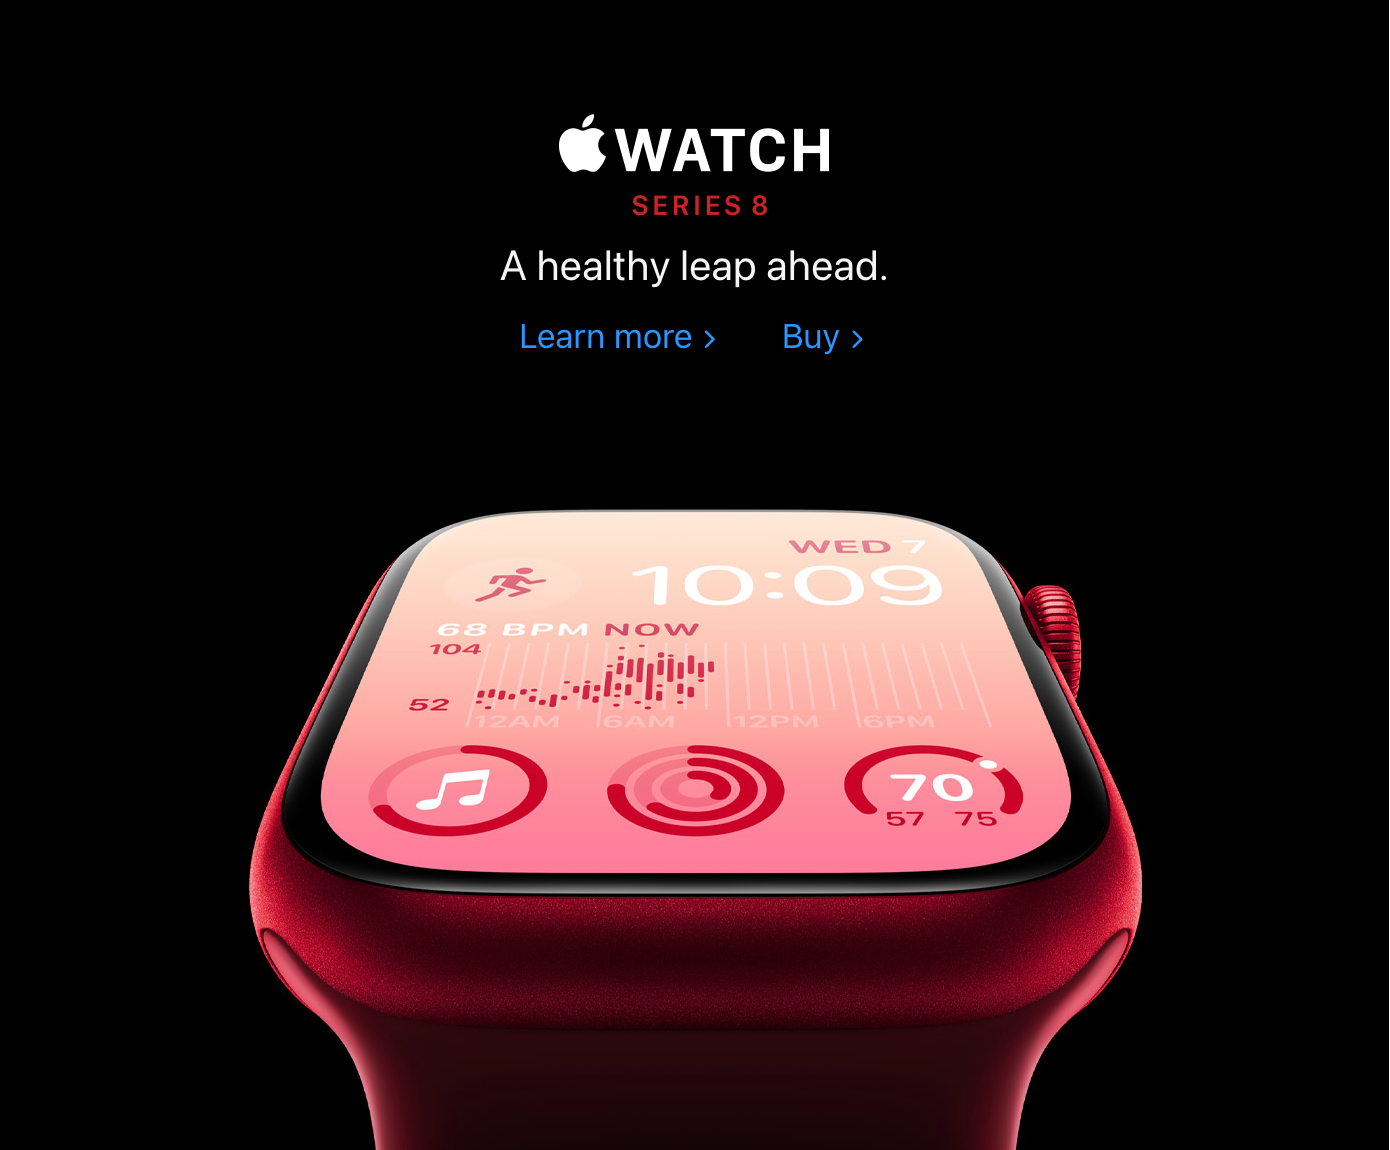 WATCH
SERIES 8
A healthy leap ahead.
Learn more > Buy >
WED 7
10:09
68 BPM NOW
104
52
12AM 6AM 12PM 6PM
70
57 75